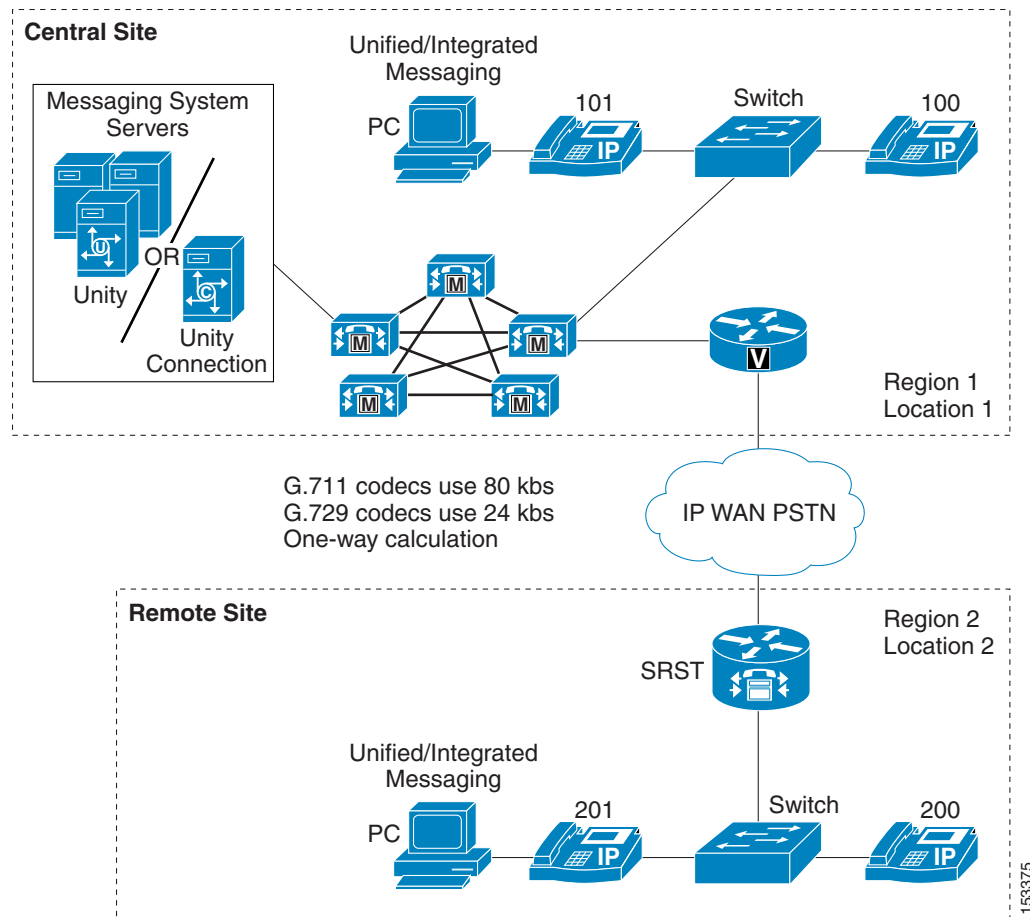 Central Site
Unified/Integrated
Messaging
Messaging System
Servers
PC
101
IP
Switch
100
IP
U
OR
Unity
C
Unity
Connection
M
M
M
M
M
V
Region 1
Location 1
G.711 codecs use 80 kbs
G.729 codecs use 24 kbs
One-way calculation
IP WAN PSTN
Remote Site
Region 2
Location 2
SRST
Unified/Integrated
Messaging
PC
201
IP
Switch
200
IP
153375